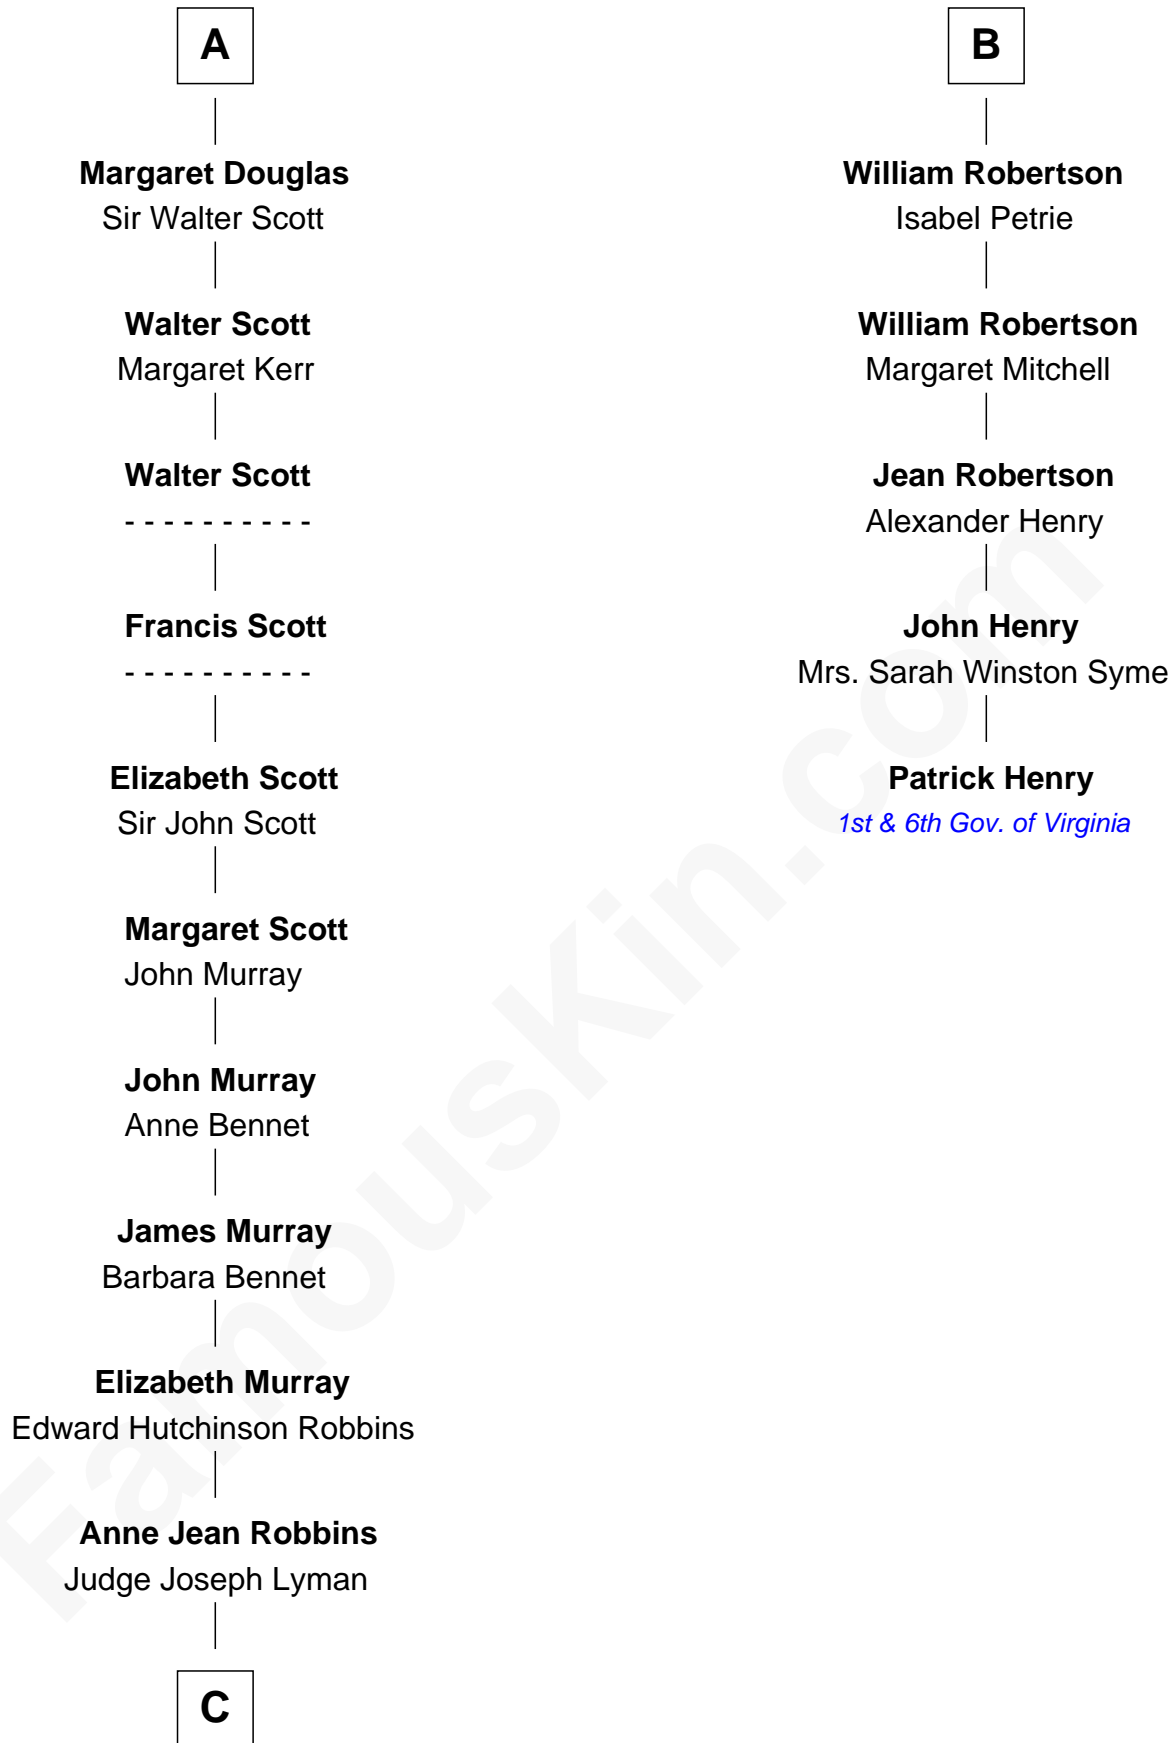 A
Margaret Douglas
Sir Walter Scott
Walter Scott
Margaret Kerr
Walter Scott
- - - - - - - - - -
Francis Scott
- - - - - - - - - -
Elizabeth Scott
Sir John Scott
Margaret Scott
John Murray
John Murray
Anne Bennet
James Murray
Barbara Bennet
Elizabeth Murray
Edward Hutchinson Robbins
Anne Jean Robbins
Judge Joseph Lyman
C
B
William Robertson
Isabel Petrie
William Robertson
Margaret Mitchell
Jean Robertson
Alexander Henry
John Henry
Mrs. Sarah Winston Syme
Patrick Henry
1st & 6th Gov. of Virginia
FamousKin.com